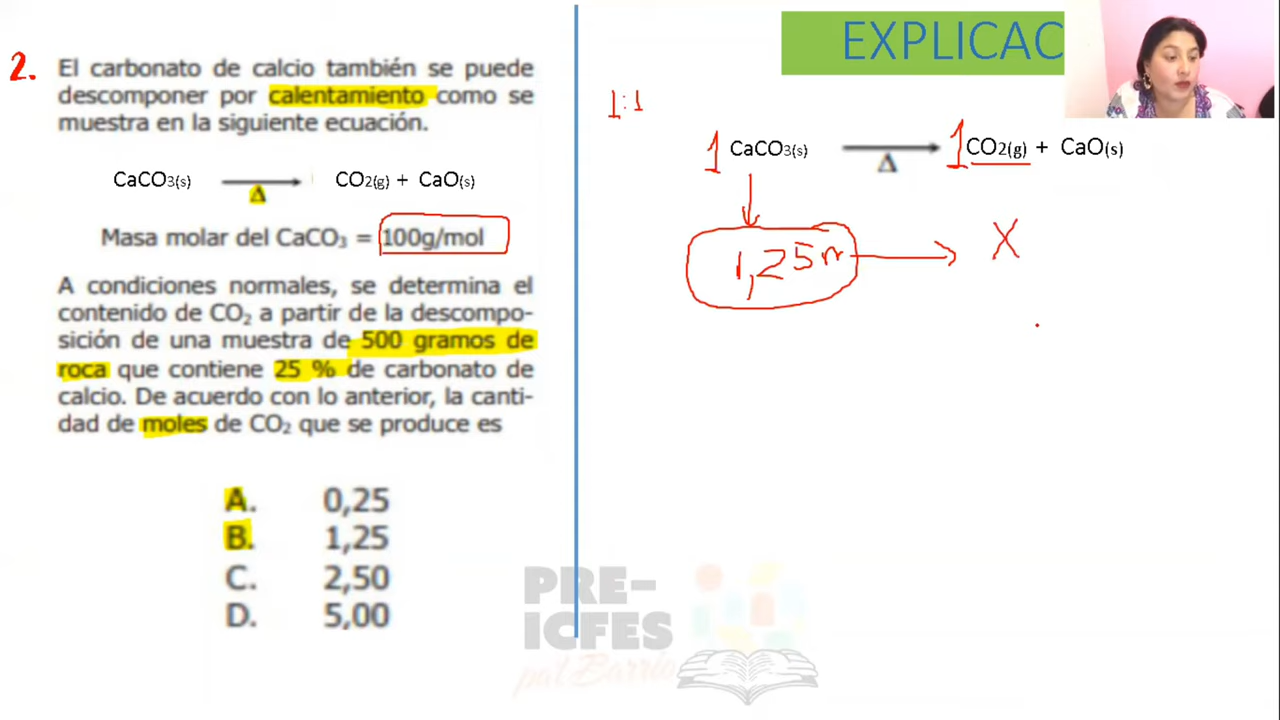 2.
El carbonato de calcio también se puede
descomponer por calentamiento como se
muestra en la siguiente ecuación.
CaCO3(s) Δ CO2(g) + CaO(s)
Masa molar del CaCO₃ = 100g/mol
A condiciones normales, se determina el
contenido de CO₂ a partir de la descompo-
sición de una muestra de 500 gramos de
roca que contiene 25 % de carbonato de
calcio. De acuerdo con lo anterior, la canti-
dad de moles de CO₂ que se produce es
A. 0,25
B. 1,25
C. 2,50
D. 5,00
EXPLICAC
1:1
1 CaCO3(s) Δ 1 CO2(g) + CaO(s)
1,25n X
PRE-
iCFES
pal Barrio